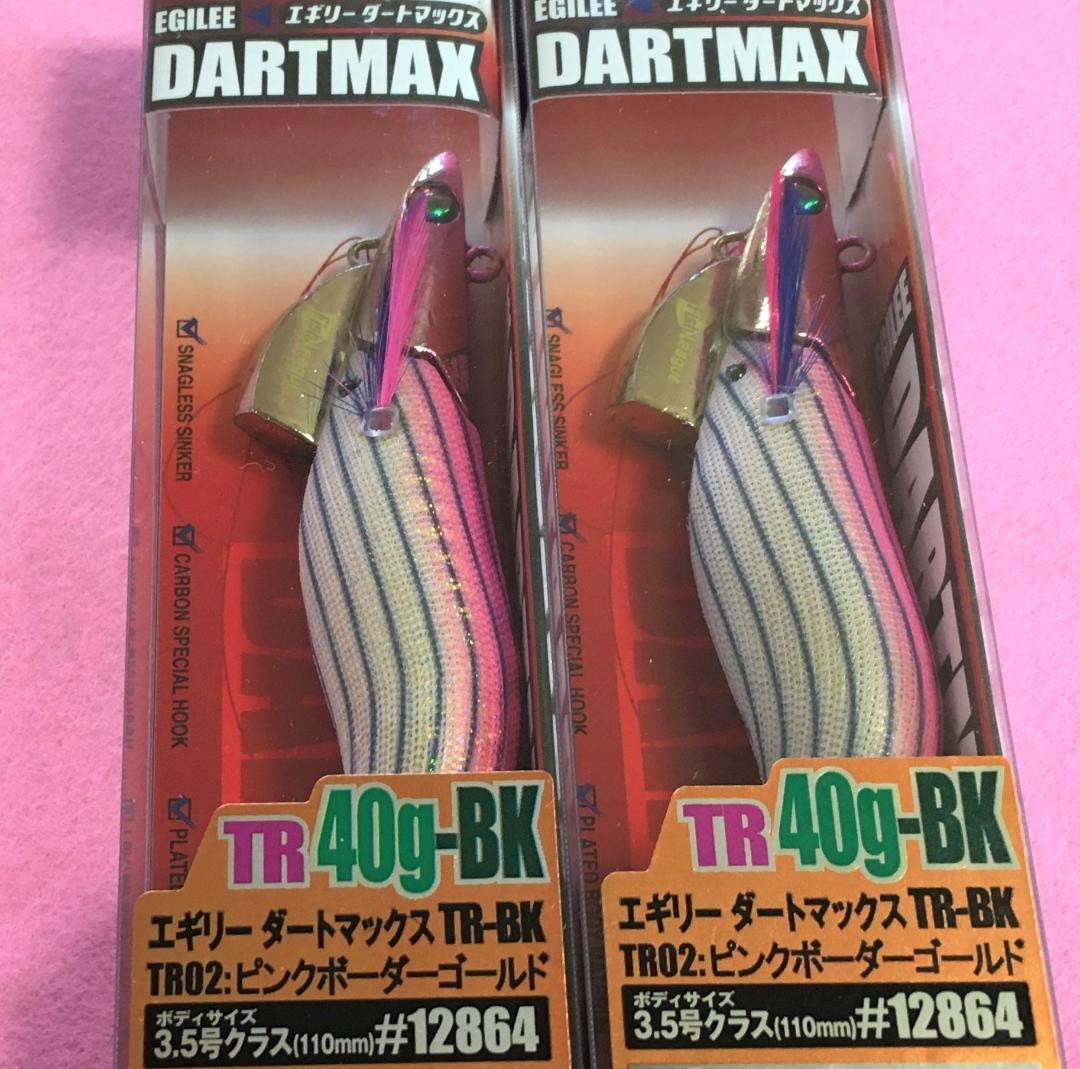 EGILEE エギリー ダートマックス
DARTMAX
SNAGLESS SINKER
CARBON SPECIAL HOOK
PLATED
Fish League
TR 40g-BK
エギリー ダートマックス TR-BK
TR02:ピンクボーダーゴールド
ボディサイズ
3.5号クラス(110mm)#12864
EGILEE エギリー ダートマックス
DARTMAX
SNAGLESS SINKER
CARBON SPECIAL HOOK
PLATED
Fish League
EGILEE
TR 40g-BK
エギリー ダートマックス TR-BK
TR02:ピンクボーダーゴールド
ボディサイズ
3.5号クラス(110mm)#12864